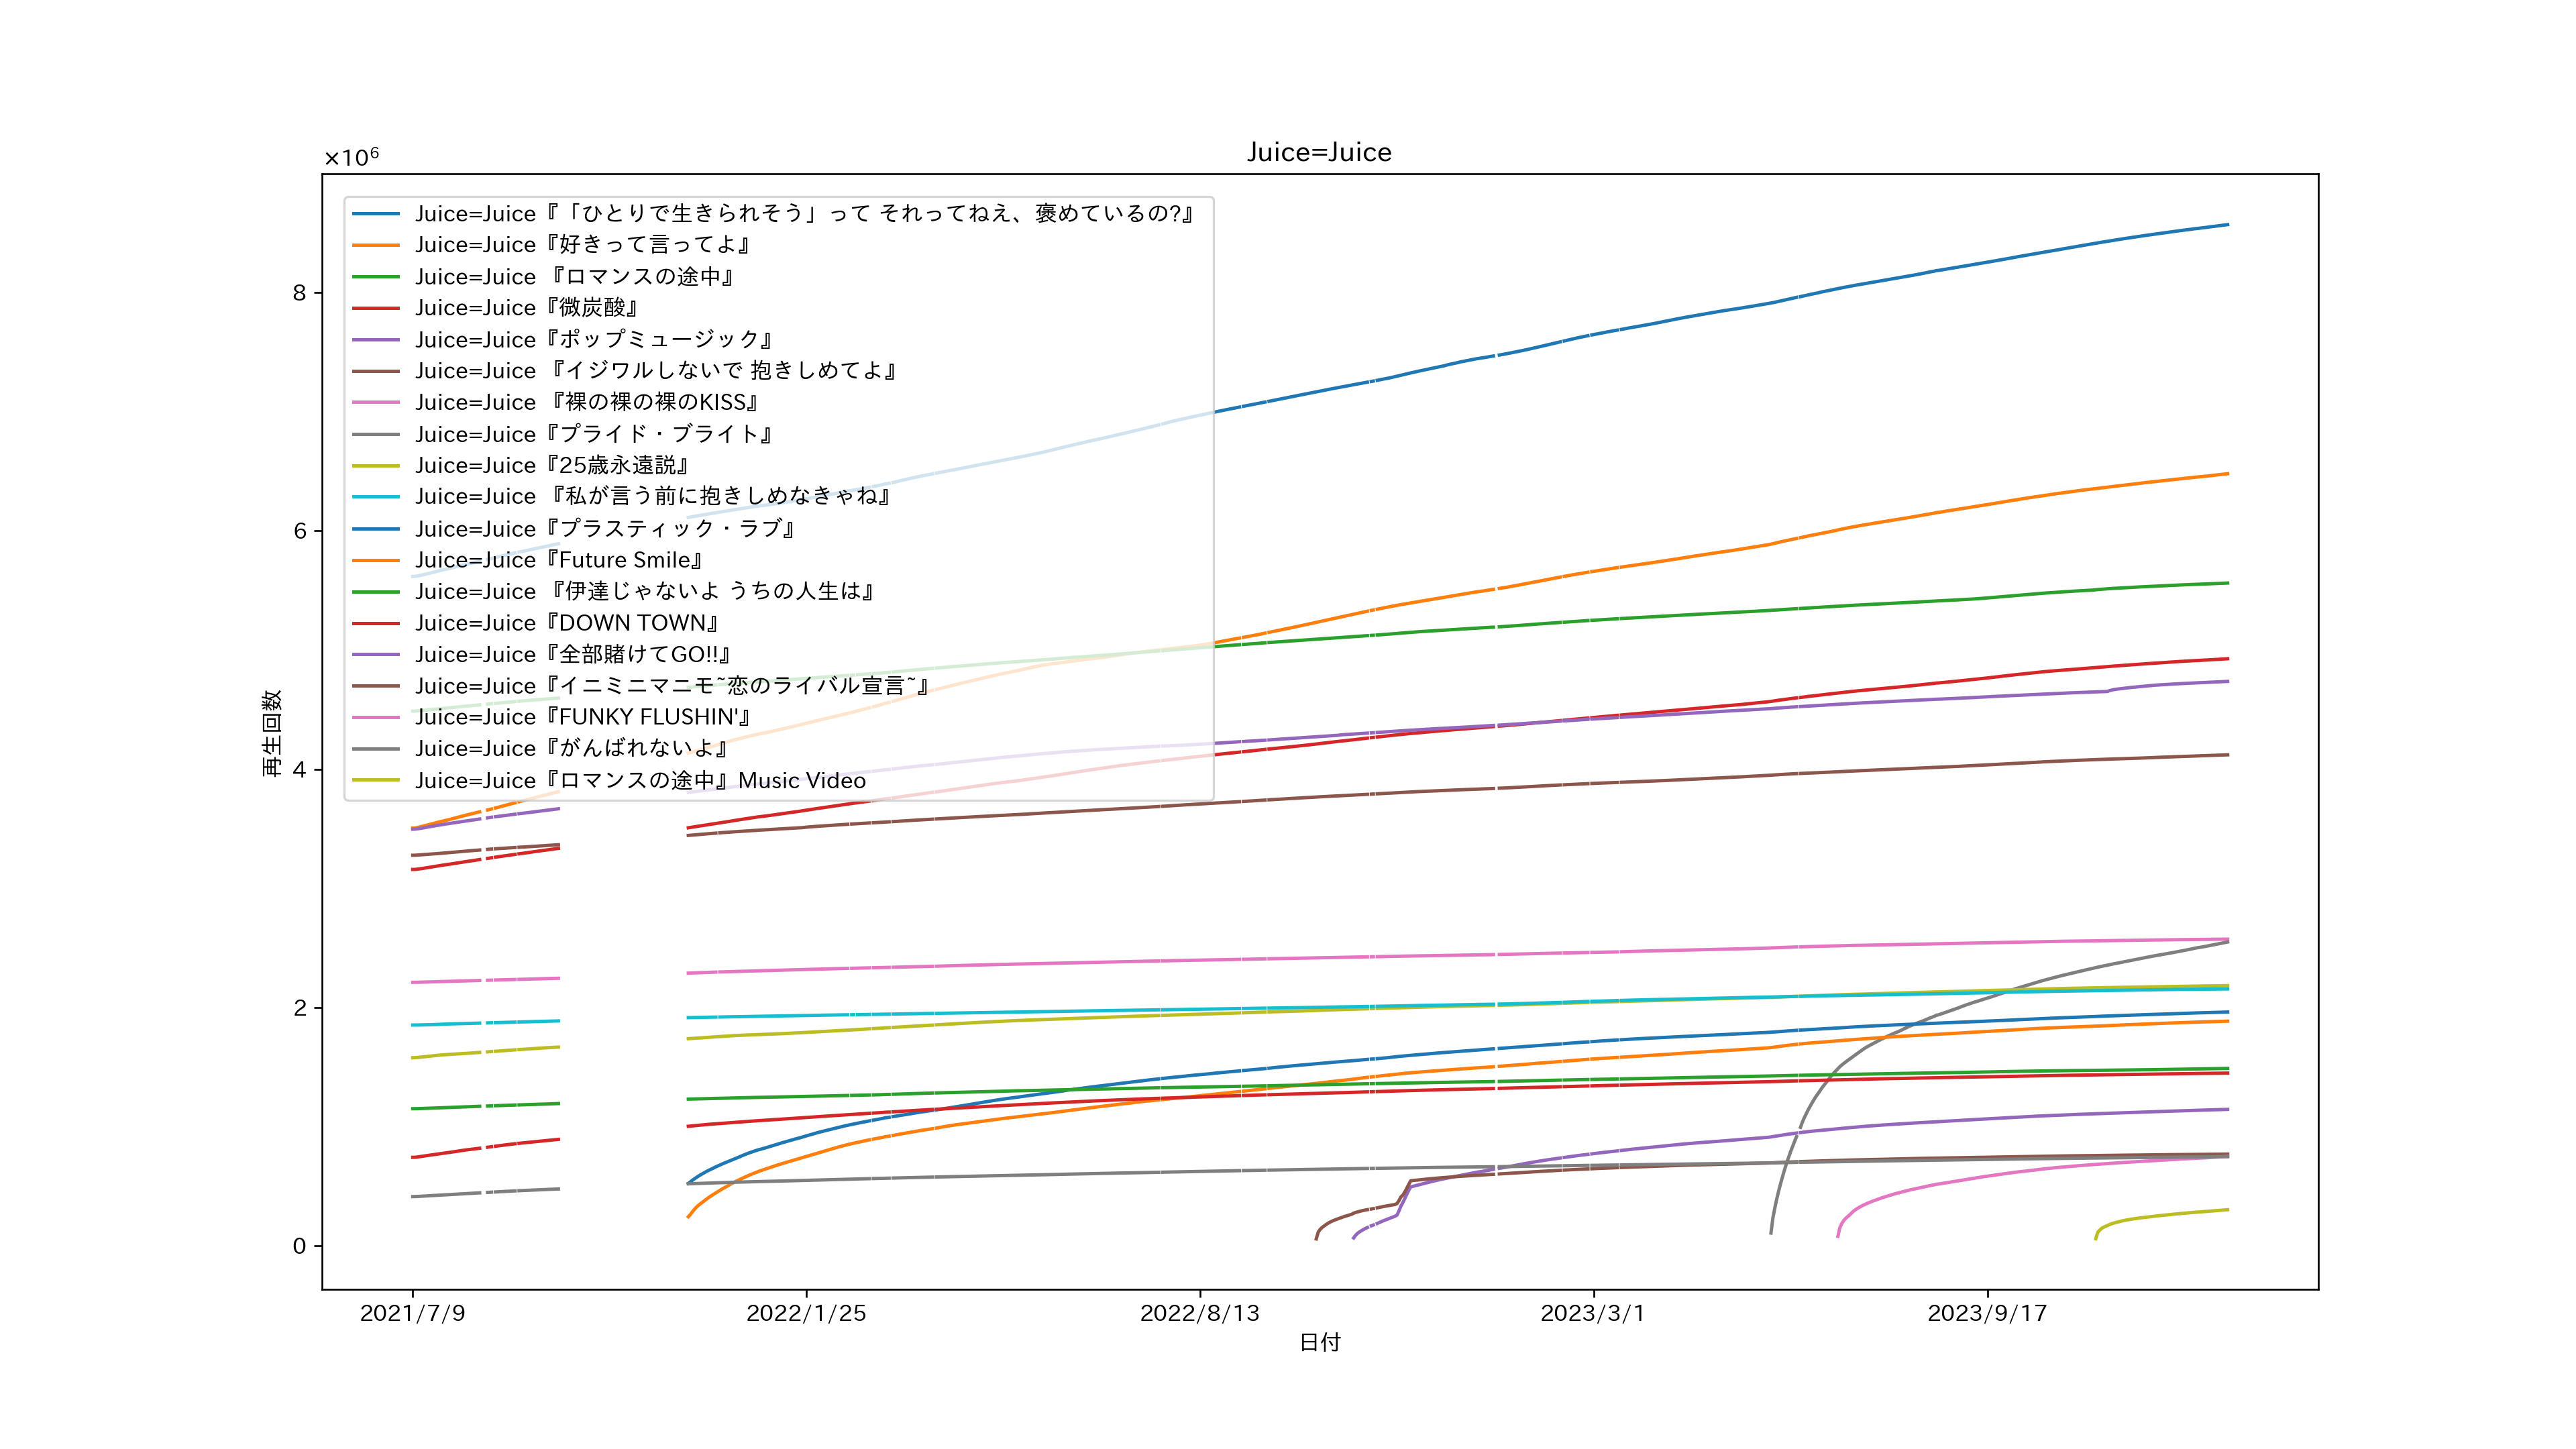 Juice=Juice
×10⁶
Juice=Juice『「ひとりで生きられそう」って それってねえ、褒めているの?』
Juice=Juice『好きって言ってよ』
Juice=Juice 『ロマンスの途中』
Juice=Juice『微炭酸』
Juice=Juice『ポップミュージック』
Juice=Juice 『イジワルしないで 抱きしめてよ』
Juice=Juice 『裸の裸の裸のKISS』
Juice=Juice『プライド・ブライト』
Juice=Juice『25歳永遠説』
Juice=Juice 『私が言う前に抱きしめなきゃね』
Juice=Juice『プラスティック・ラブ』
Juice=Juice『Future Smile』
Juice=Juice 『伊達じゃないよ うちの人生は』
Juice=Juice『DOWN TOWN』
Juice=Juice『全部賭けてGO!!』
Juice=Juice『イニミニマニモ~恋のライバル宣言~』
Juice=Juice『FUNKY FLUSHIN'』
Juice=Juice『がんばれないよ』
Juice=Juice『ロマンスの途中』Music Video
再生回数
8
6
4
2
0
2021/7/9
2022/1/25
2022/8/13
2023/3/1
2023/9/17
日付